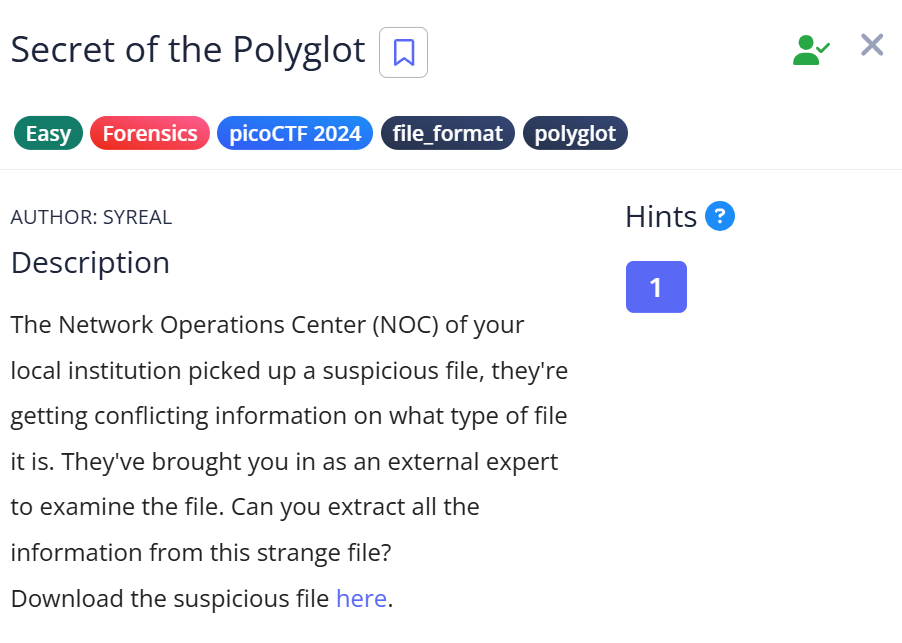 Secret of the Polyglot
Easy Forensics picoCTF 2024 file_format polyglot
AUTHOR: SYREAL
Description
The Network Operations Center (NOC) of your
local institution picked up a suspicious file, they're
getting conflicting information on what type of file
it is. They've brought you in as an external expert
to examine the file. Can you extract all the
information from this strange file?
Download the suspicious file here.
Hints ?
1